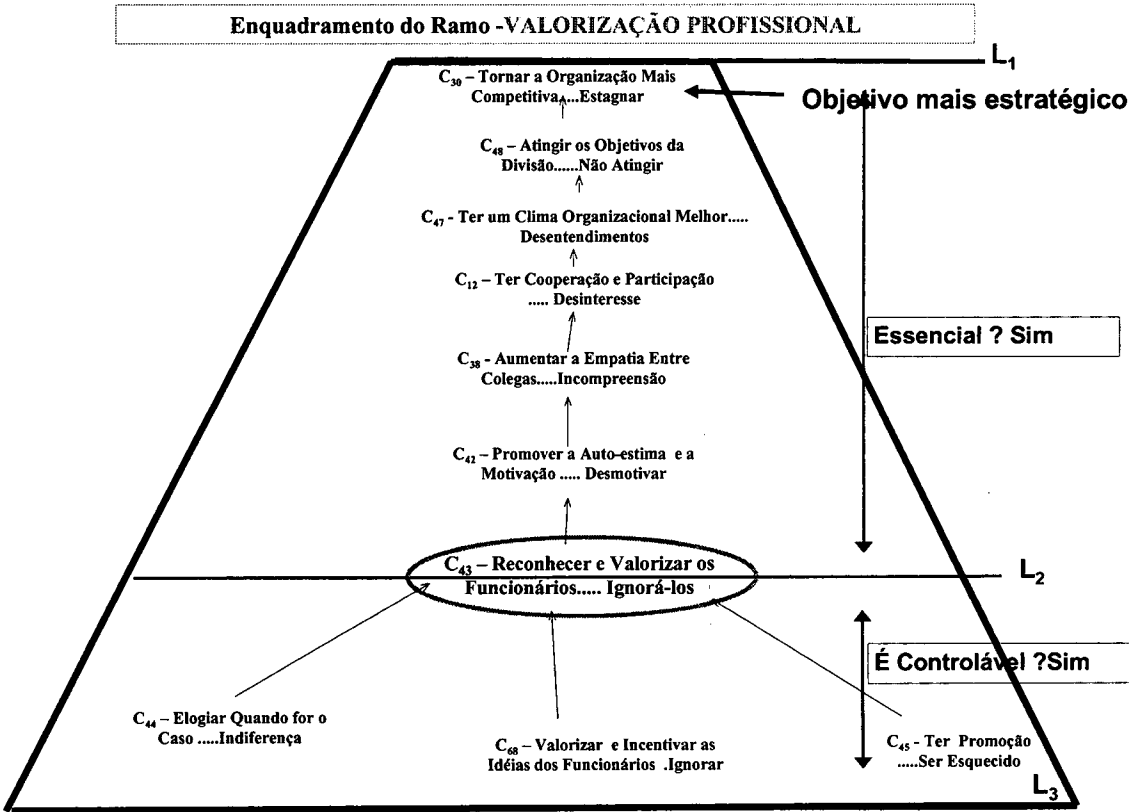 Enquadramento do Ramo -VALORIZAÇÃO PROFISSIONAL
L1
C30 – Tornar a Organização Mais
Competitiva....Estagnar
Objetivo mais estratégico
C48 – Atingir os Objetivos da
Divisão......Não Atingir
C47 - Ter um Clima Organizacional Melhor.....
Desentendimentos
C12 – Ter Cooperação e Participação
..... Desinteresse
Essencial ? Sim
C38 - Aumentar a Empatia Entre
Colegas.....Incompreensão
C42 – Promover a Auto-estima e a
Motivação ..... Desmotivar
C43 – Reconhecer e Valorizar os
Funcionários..... Ignorá-los
L2
É Controlável ?Sim
C44 – Elogiar Quando for o
Caso .....Indiferença
C68 – Valorizar e Incentivar as
Idéias dos Funcionários .Ignorar
C45 - Ter Promoção
.....Ser Esquecido
L3